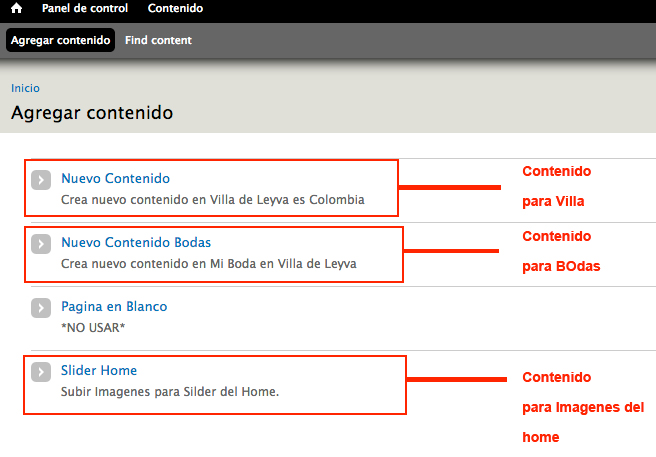 Panel de control Contenido
Agregar contenido Find content
Inicio
Agregar contenido
Nuevo Contenido
Crea nuevo contenido en Villa de Leyva es Colombia
Contenido
para Villa
Nuevo Contenido Bodas
Crea nuevo contenido en Mi Boda en Villa de Leyva
Contenido
para BOdas
Pagina en Blanco
*NO USAR*
Slider Home
Subir Imagenes para Silder del Home.
Contenido
para Imagenes del
home